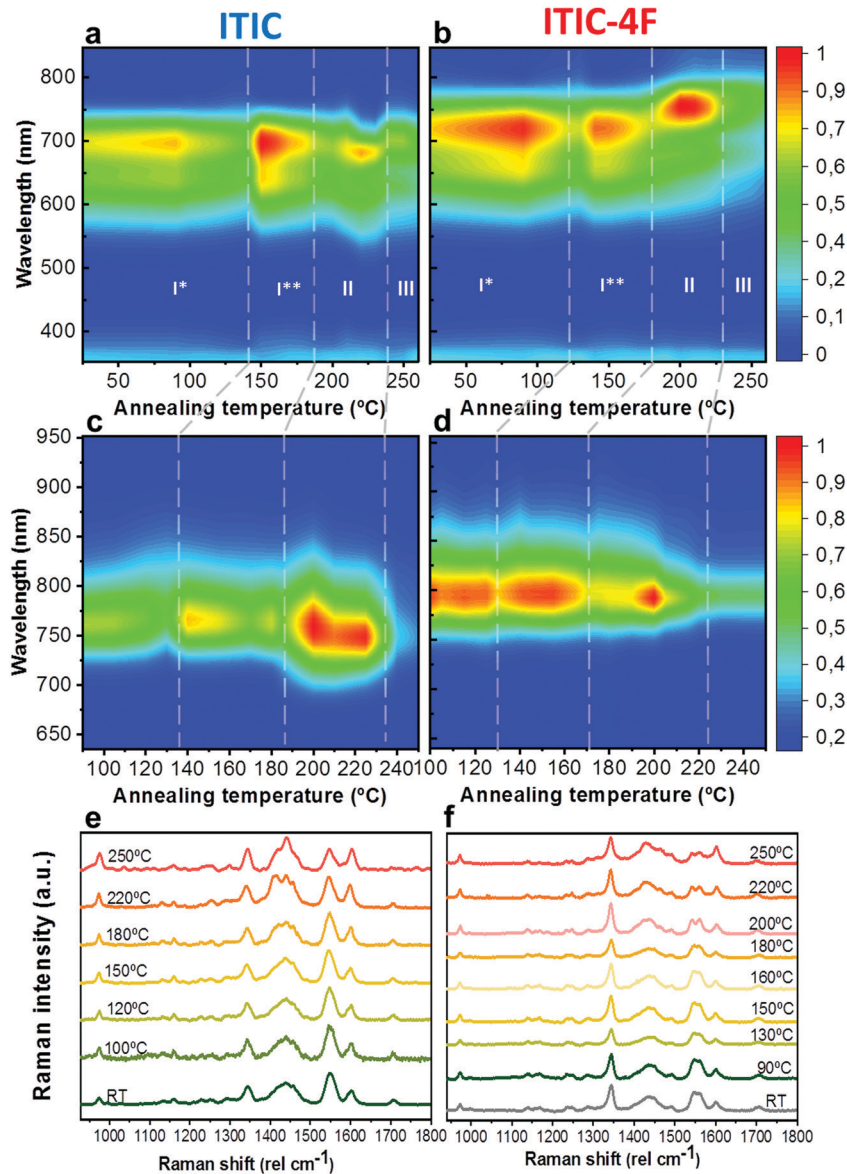 ITIC
ITIC-4F
a
b
Wavelength (nm)
800
700
600
500
400
I*
I**
II
III
I*
I**
II
III
1
0,9
0,8
0,7
0,6
0,5
0,4
0,2
0,1
0
50
100
150
200
250
50
100
150
200
250
Annealing temperature (ºC)
Annealing temperature (ºC)
c
d
Wavelength (nm)
950
900
850
800
750
700
650
1
0,9
0,8
0,7
0,6
0,5
0,4
0,3
0,2
100 120 140 160 180 200 220 240
100 120 140 160 180 200 220 240
Annealing temperature (ºC)
Annealing temperature (ºC)
e
f
Raman intensity (a.u.)
250ºC
220ºC
180ºC
150ºC
120ºC
100ºC
RT
250ºC
220ºC
200ºC
180ºC
160ºC
150ºC
130ºC
90ºC
RT
1000 1100 1200 1300 1400 1500 1600 1700 1800
1000 1100 1200 1300 1400 1500 1600 1700 1800
Raman shift (rel cm-1)
Raman shift (rel cm-1)